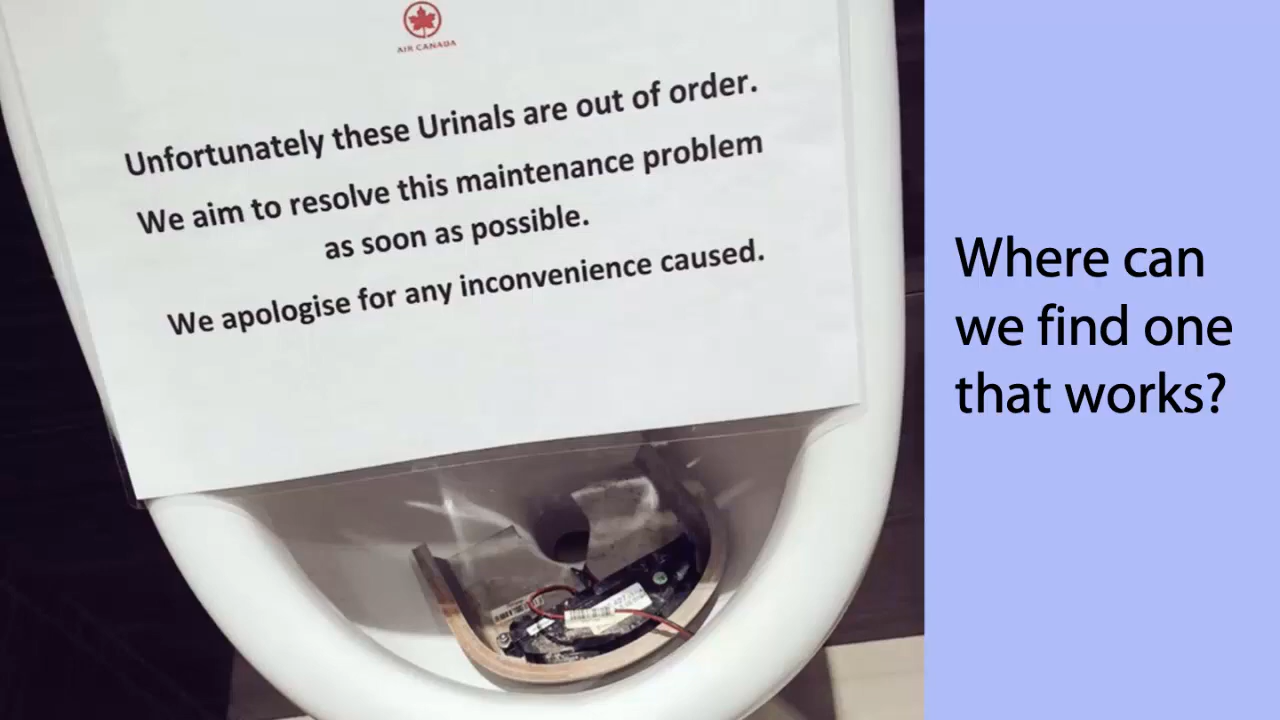 AIR CANADA
Unfortunately these Urinals are out of order.
We aim to resolve this maintenance problem
as soon as possible.
We apologise for any inconvenience caused.
Where can
we find one
that works?